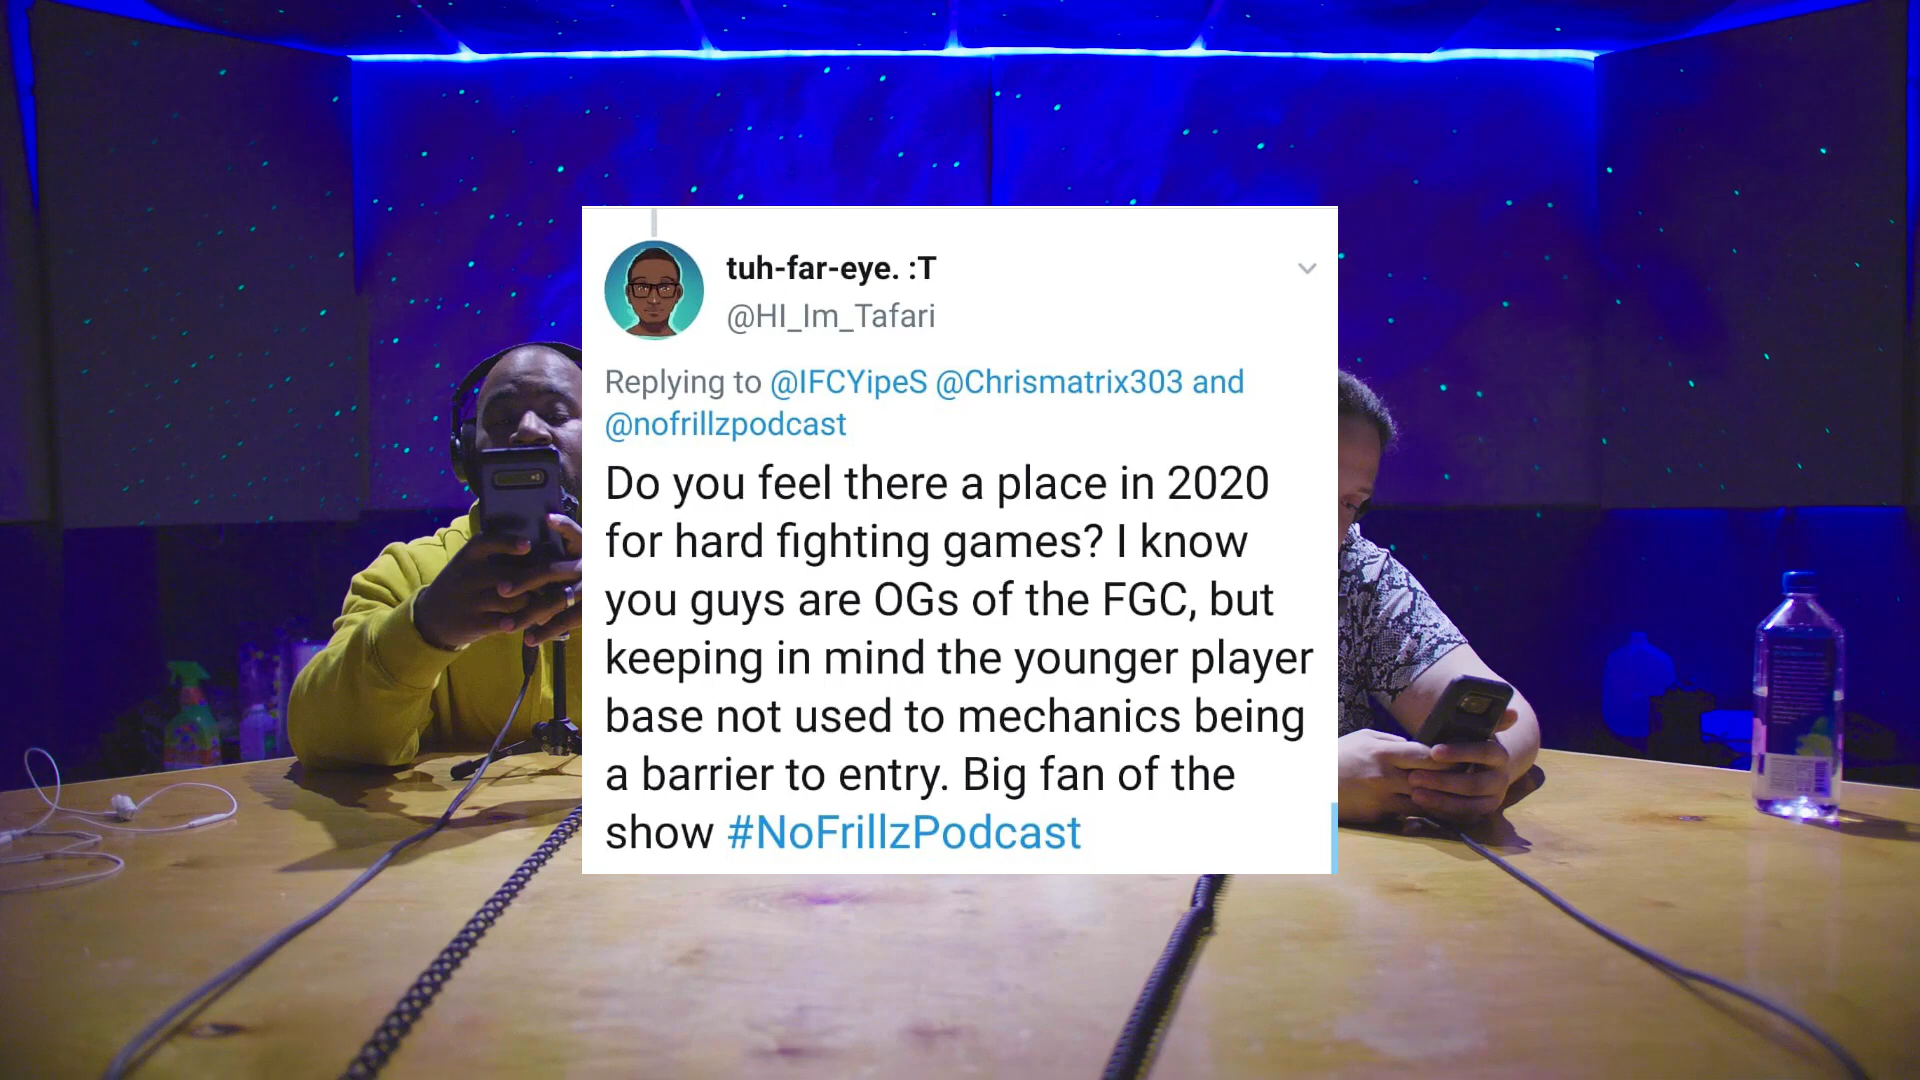 tuh-far-eye. :T
@HI_Im_Tafari
Replying to @IFCYipeS @Chrismatrix303 and
@nofrillzpodcast
Do you feel there a place in 2020
for hard fighting games? I know
you guys are OGs of the FGC, but
keeping in mind the younger player
base not used to mechanics being
a barrier to entry. Big fan of the
show #NoFrillzPodcast